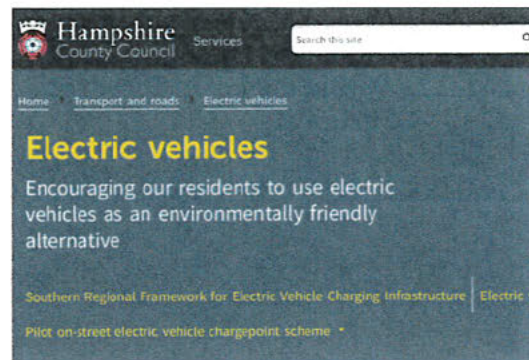 Hampshire
County Council
Services
Search this site
Home
Transport and roads
Electric vehicles
Electric vehicles
Encouraging our residents to use electric
vehicles as an environmentally friendly
alternative
Southern Regional Framework for Electric Vehicle Charging Infrastructure | Electric
Pilot on-street electric vehicle chargepoint scheme